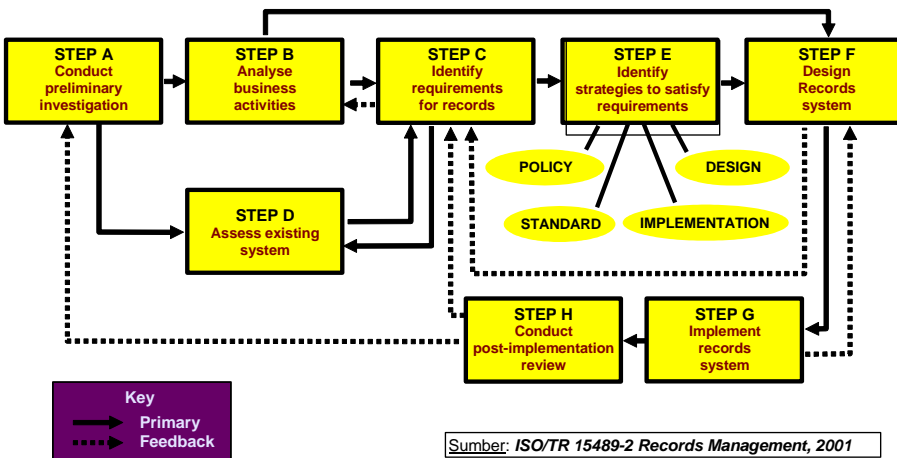 STEP A
Conduct
preliminary
investigation
STEP B
Analyse
business
activities
STEP C
Identify
requirements
for records
STEP E
Identify
strategies to satisfy
requirements
STEP F
Design
Records
system
POLICY
DESIGN
STANDARD
IMPLEMENTATION
STEP D
Assess existing
system
STEP H
Conduct
post-implementation
review
STEP G
Implement
records
system
Key
Primary
Feedback
Sumber: ISO/TR 15489-2 Records Management, 2001